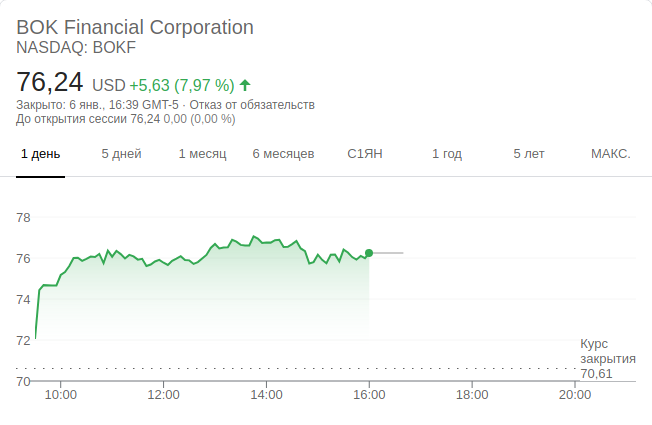 BOK Financial Corporation
NASDAQ: BOKF
76,24 USD +5,63 (7,97 %)
Закрыто: 6 янв., 16:39 GMT-5 · Отказ от обязательств
До открытия сессии 76,24 0,00 (0,00 %)
1 день 5 дней 1 месяц 6 месяцев С1ЯН 1 год 5 лет МАКС.
78
76
74
72
Курс
закрытия
70,61
70
10:00 12:00 14:00 16:00 18:00 20:00